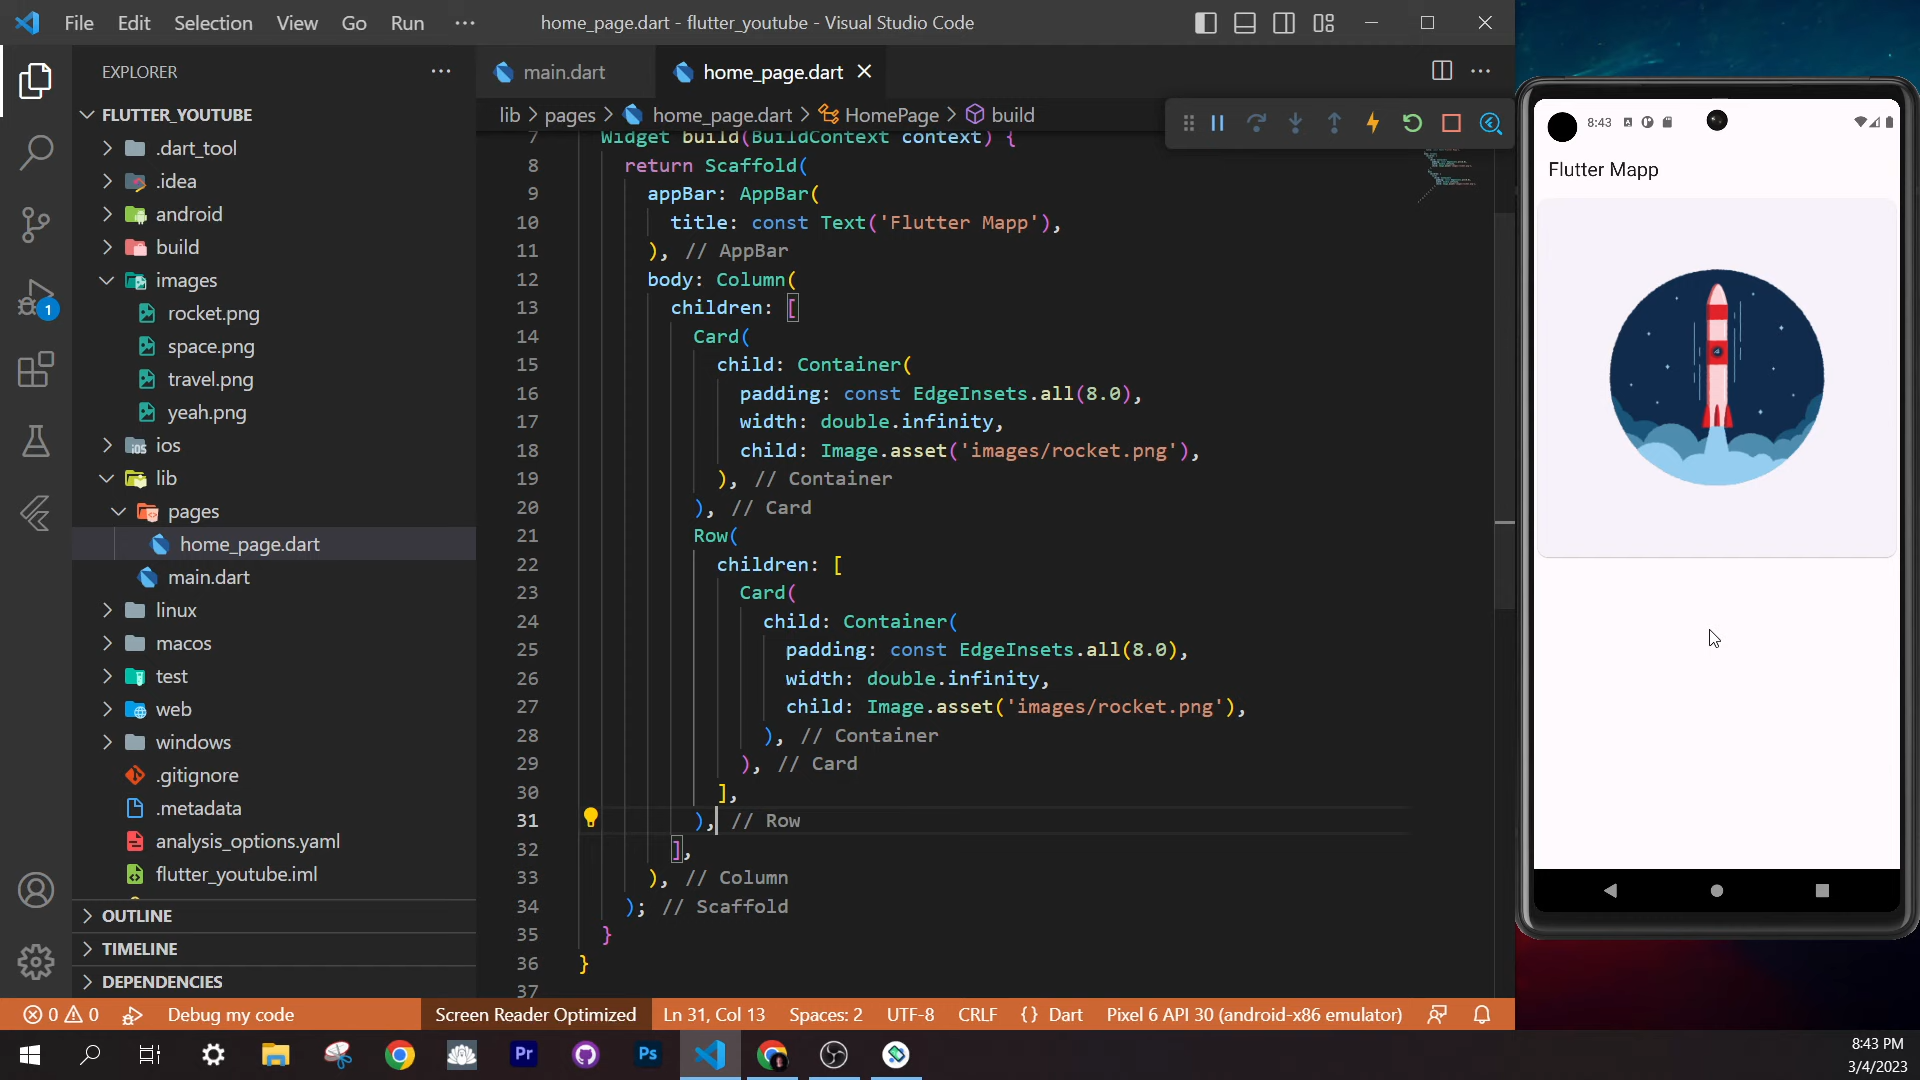 File Edit Selection View Go Run ··· home_page.dart - flutter_youtube - Visual Studio Code
EXPLORER ···
main.dart home_page.dart
lib > pages > home_page.dart > HomePage > build
FLUTTER_YOUTUBE
.dart_tool
.idea
android
build
images
rocket.png
space.png
travel.png
yeah.png
ios
lib
pages
home_page.dart
main.dart
linux
macos
test
web
windows
.gitignore
.metadata
analysis_options.yaml
flutter_youtube.iml
OUTLINE
TIMELINE
DEPENDENCIES
1
7 Widget build(BuildContext context) {
8 return Scaffold(
9 appBar: AppBar(
10 title: const Text('Flutter Mapp'),
11 ), // AppBar
12 body: Column(
13 children: [
14 Card(
15 child: Container(
16 padding: const EdgeInsets.all(8.0),
17 width: double.infinity,
18 child: Image.asset('images/rocket.png'),
19 ), // Container
20 ), // Card
21 Row(
22 children: [
23 Card(
24 child: Container(
25 padding: const EdgeInsets.all(8.0),
26 width: double.infinity,
27 child: Image.asset('images/rocket.png'),
28 ), // Container
29 ), // Card
30 ],
31 ), // Row
32 ],
33 ), // Column
34 ); // Scaffold
35 }
36 }
37
8:43
Flutter Mapp
0 0 Debug my code Screen Reader Optimized Ln 31, Col 13 Spaces: 2 UTF-8 CRLF {} Dart Pixel 6 API 30 (android-x86 emulator)
Pr Ps
8:43 PM
3/4/2023